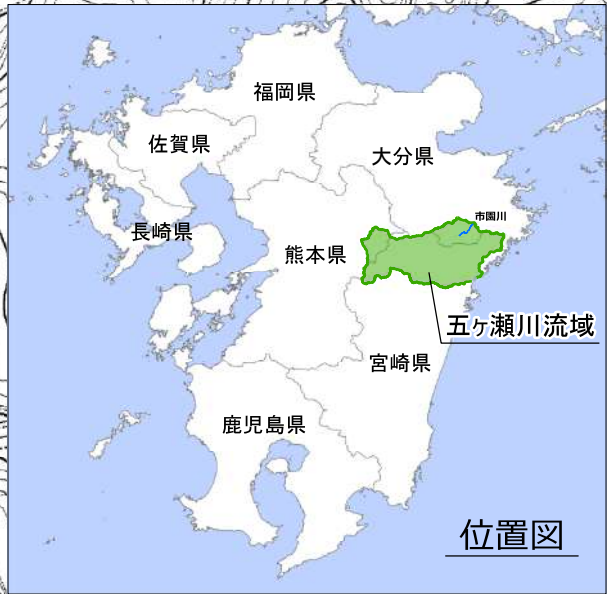 福岡県
佐賀県
大分県
市園川
長崎県
熊本県
五ヶ瀬川流域
宮崎県
鹿児島県
位置図